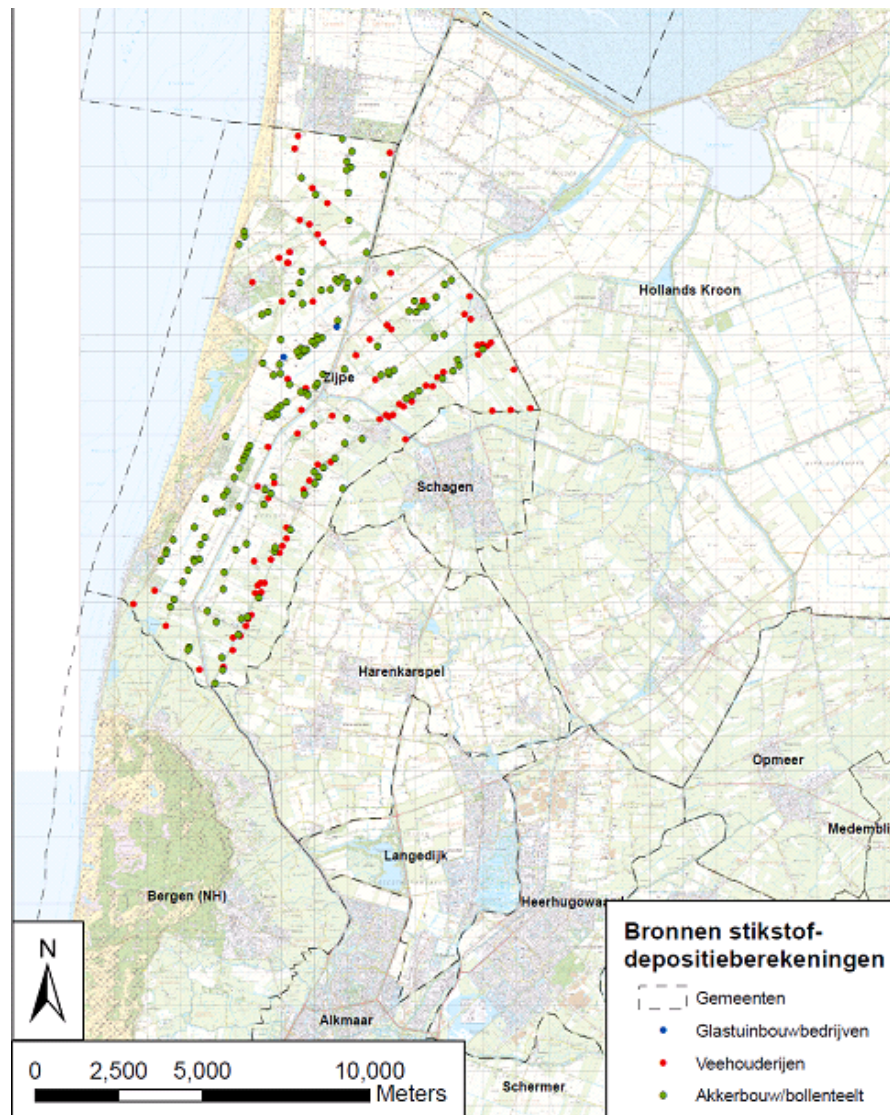 Hollands Kroon
Zijpe
Schagen
Harenkarspel
Opmeer
Medembli
Langedijk
Bergen (NH)
Heerhugowaard
Alkmaar
Schermer
N
0 2,500 5,000 10,000
Meters
Bronnen stikstof-
depositieberekeningen
Gemeenten
Glastuinbouwbedrijven
Veehouderijen
Akkerbouw/bollenteelt